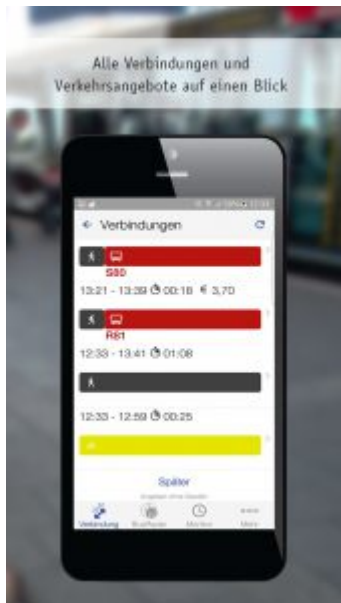 Alle Verbindungen und
Verkehrsangebote auf einen Blick
Verbindungen
S80
13:21 - 13:39 00:18 € 3,70
R81
12:33 - 13:41 01:08
12:33 - 12:59 00:25
Später
Verbindung Monitor Mehr